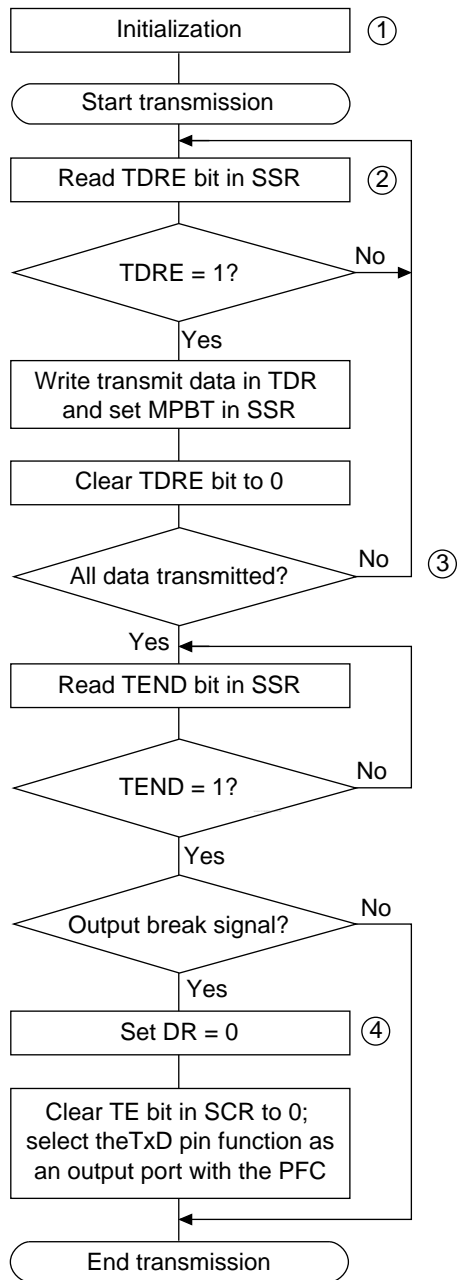 Initialization
1
Start transmission
Read TDRE bit in SSR
2
TDRE = 1?
No
Yes
Write transmit data in TDR
and set MPBT in SSR
Clear TDRE bit to 0
All data transmitted?
No
3
Yes
Read TEND bit in SSR
TEND = 1?
No
Yes
Output break signal?
No
Yes
Set DR = 0
4
Clear TE bit in SCR to 0;
select theTxD pin function as
an output port with the PFC
End transmission